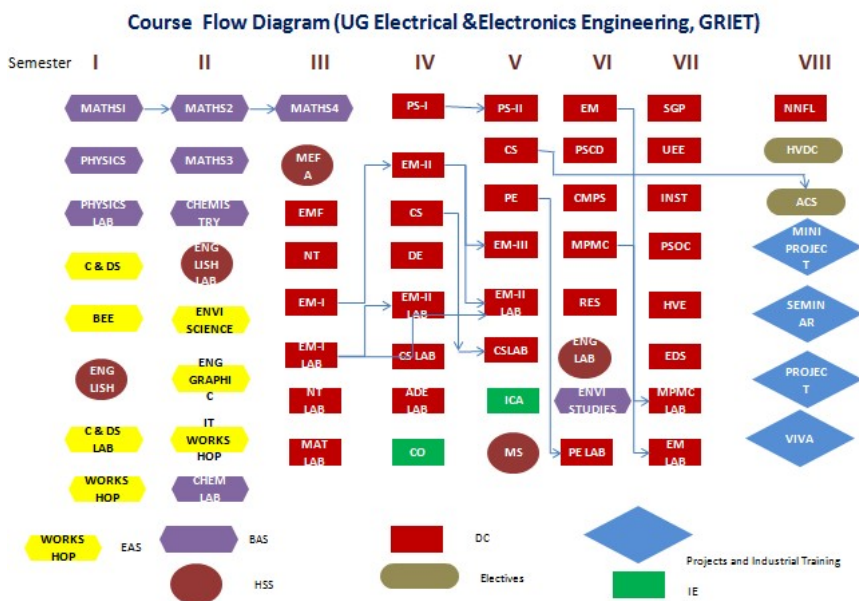 Course Flow Diagram (UG Electrical &Electronics Engineering, GRIET)
Semester I II III IV V VI VII VIII
MATHSI
MATHS2
MATHS4
PS-I
PS-II
EM
SGP
NNFL
PHYSICS
MATHS3
MEF
A
EM-II
CS
PSCD
UEE
HVDC
PHYSICS
LAB
CHEMIS
TRY
EMF
CS
PE
CMPS
INST
ACS
C & DS
ENG
LISH
LAB
NT
DE
EM-III
MPMC
PSOC
MINI
PROJEC
T
BEE
ENVI
SCIENCE
EM-I
EM-II
LAB
EM-II
LAB
RES
HVE
SEMIN
AR
ENG
LISH
ENG
GRAPHI
C
EM-I
LAB
CS LAB
CSLAB
ENG
LAB
EDS
PROJEC
T
C & DS
LAB
IT
WORKS
HOP
NT
LAB
ADE
LAB
ICA
ENVI
STUDIES
MPMC
LAB
VIVA
WORKS
HOP
CHEM
LAB
MAT
LAB
CO
MS
PE LAB
EM
LAB
WORKS
HOP
EAS
BAS
DC
Projects and Industrial Training
HSS
Electives
IE